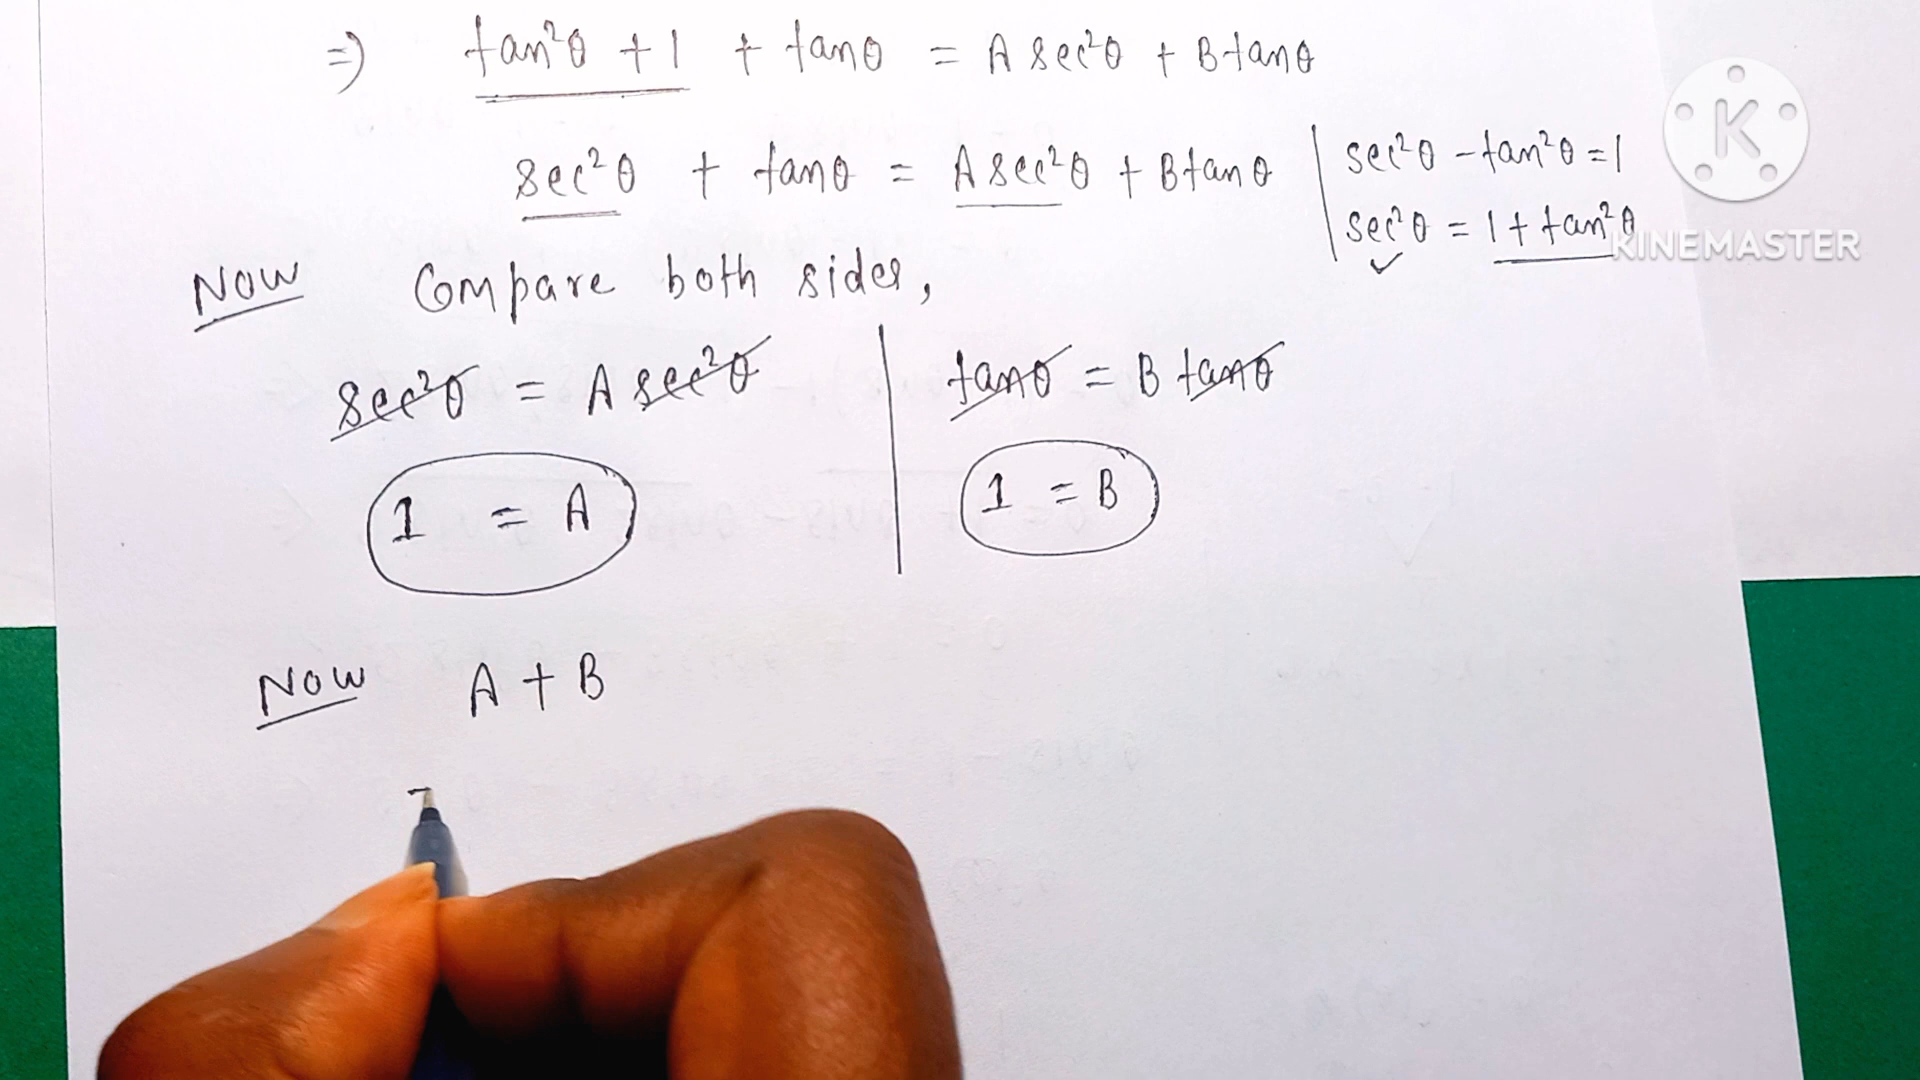 ⇒ tan²θ + 1 + tanθ = A sec²θ + B tanθ
sec²θ + tanθ = A sec²θ + B tanθ
sec²θ - tan²θ = 1
sec²θ = 1 + tan²θ
K
KINEMASTER
Now Compare both sides,
sec²θ = A sec²θ
1 = A
tanθ = B tanθ
1 = B
Now A + B